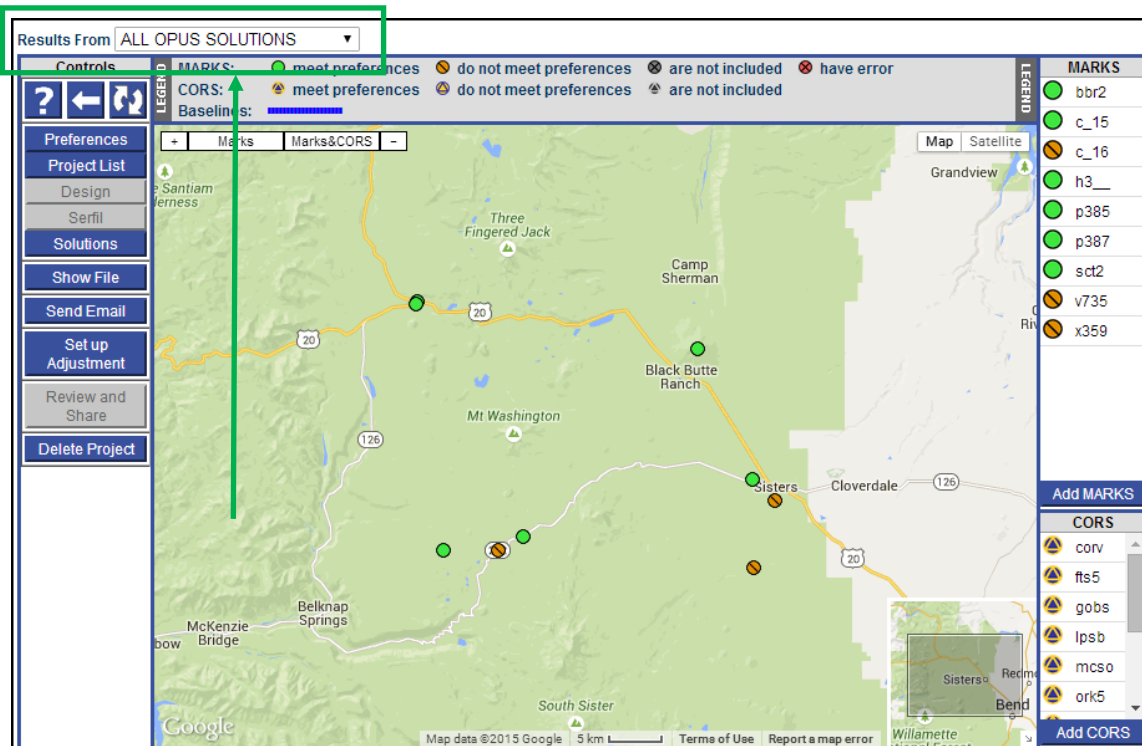 Results From ALL OPUS SOLUTIONS
Controls
?
Preferences
Project List
Design
Serfil
Solutions
Show File
Send Email
Set up
Adjustment
Review and
Share
Delete Project
LEGEND
MARKS: meet preferences do not meet preferences are not included have error
CORS: meet preferences do not meet preferences are not included
Baselines:
LEGEND
+ Marks Marks&CORS -
Map Satellite
Grandview
Santiam
Three
Fingered Jack
Camp
Sherman
20
20
Black Butte
Ranch
Mt Washington
126
Sisters
Cloverdale
126
20
Belknap
Springs
McKenzie
Bridge
South Sister
Sisters
Bend
Willamette
Google
Map data ©2015 Google 5 km Terms of Use Report a map error
MARKS
bbr2
c_15
c_16
h3__
p385
p387
sct2
v735
x359
Add MARKS
CORS
corv
fts5
gobs
lpsb
mcso
ork5
Add CORS